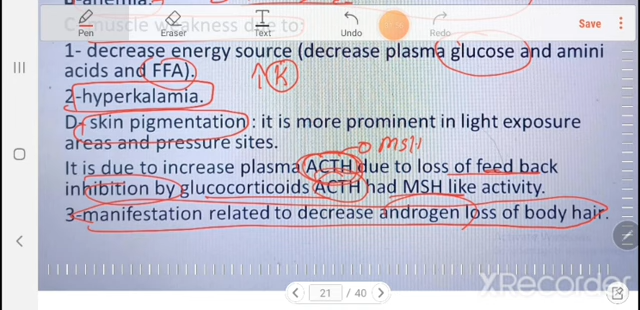 B-anemia.
C- muscle weakness due to:
Pen
Eraser
Text
Undo
Redo
Save
1- decrease energy source (decrease plasma glucose and amini
acids and FFA).
↑ K
2-hyperkalamia.
D- skin pigmentation : it is more prominent in light exposure
areas and pressure sites.
MSH
It is due to increase plasma ACTH due to loss of feed back
inhibition by glucocorticoids ACTH had MSH like activity.
3-manifestation related to decrease androgen loss of body hair.
21 / 40
XRecorder